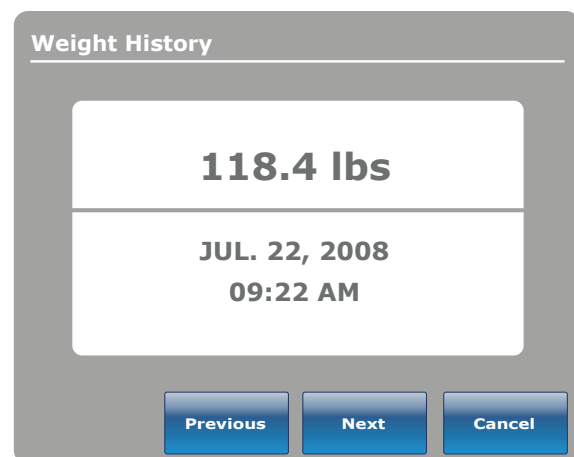 Weight History
118.4 lbs
JUL. 22, 2008
09:22 AM
Previous Next Cancel